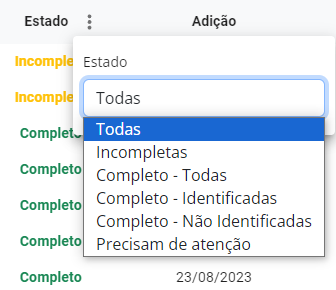 Estado Adição
Incomple
Estado
Incomple
Todas
Completo
Todas
Incompletas
Completo
Completo - Todas
Completo - Identificadas
Completo
Completo - Não Identificadas
Completo
Precisam de atenção
Completo 23/08/2023